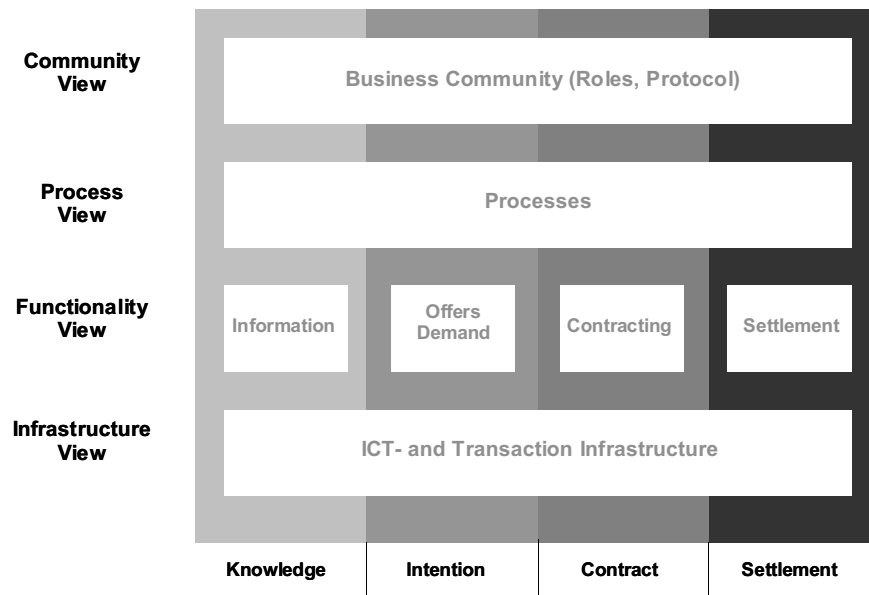 Community
View
Business Community (Roles, Protocol)
Process
View
Processes
Functionality
View
Information
Offers
Demand
Contracting
Settlement
Infrastructure
View
ICT- and Transaction Infrastructure
Knowledge
Intention
Contract
Settlement